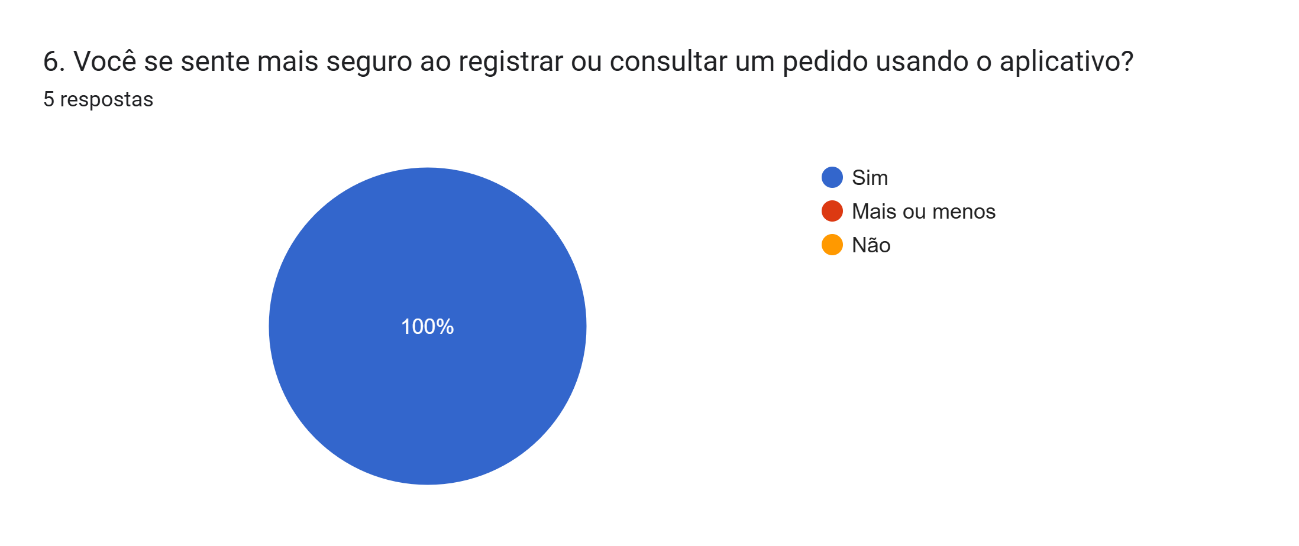 6. Você se sente mais seguro ao registrar ou consultar um pedido usando o aplicativo?
5 respostas
100%
Sim
Mais ou menos
Não